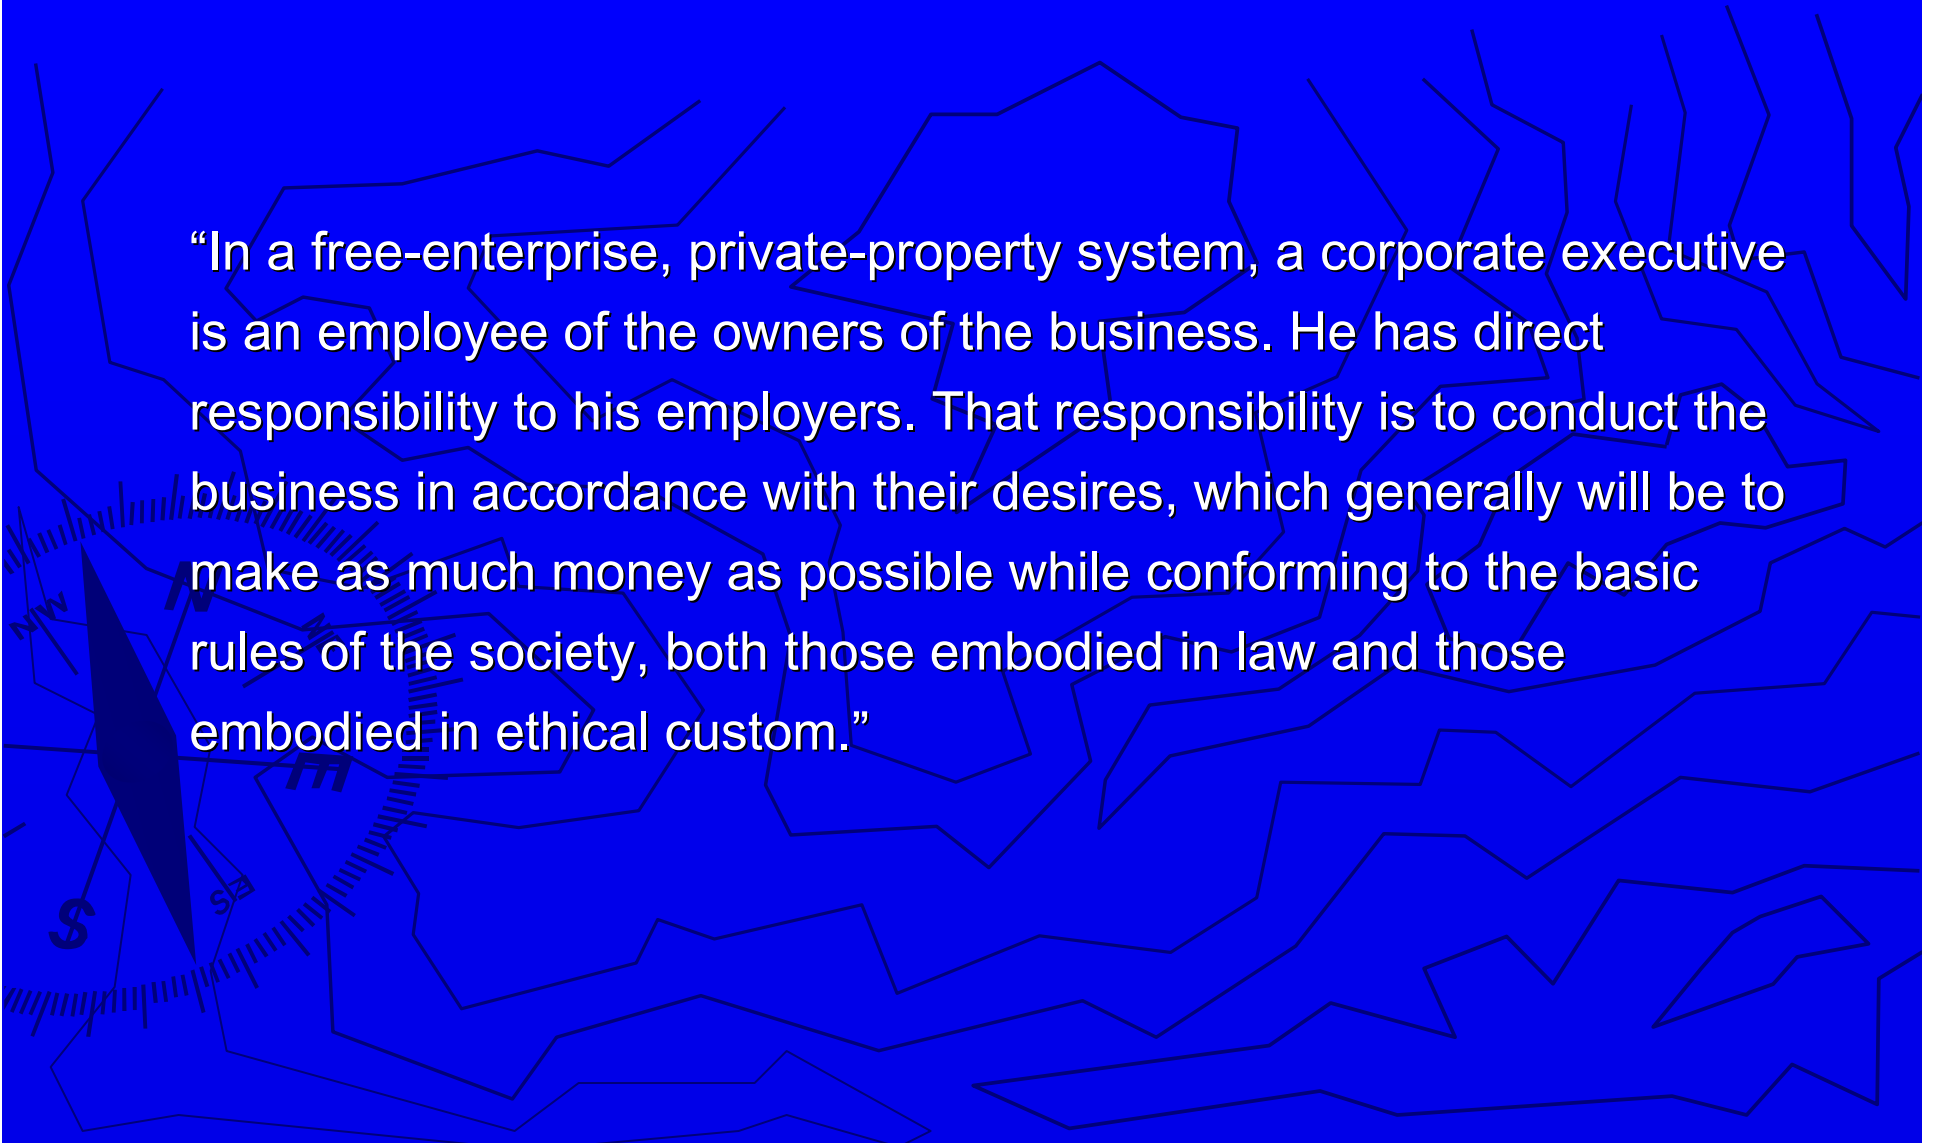 “In a free-enterprise, private-property system, a corporate executive
is an employee of the owners of the business. He has direct
responsibility to his employers. That responsibility is to conduct the
business in accordance with their desires, which generally will be to
make as much money as possible while conforming to the basic
rules of the society, both those embodied in law and those
embodied in ethical custom.”
NW
N
E
SE
S